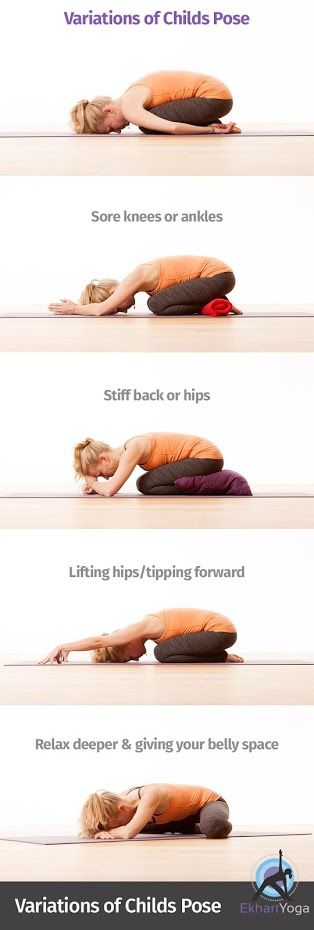 Variations of Childs Pose
Sore knees or ankles
Stiff back or hips
Lifting hips/tipping forward
Relax deeper & giving your belly space
Variations of Childs Pose
EkhartYoga